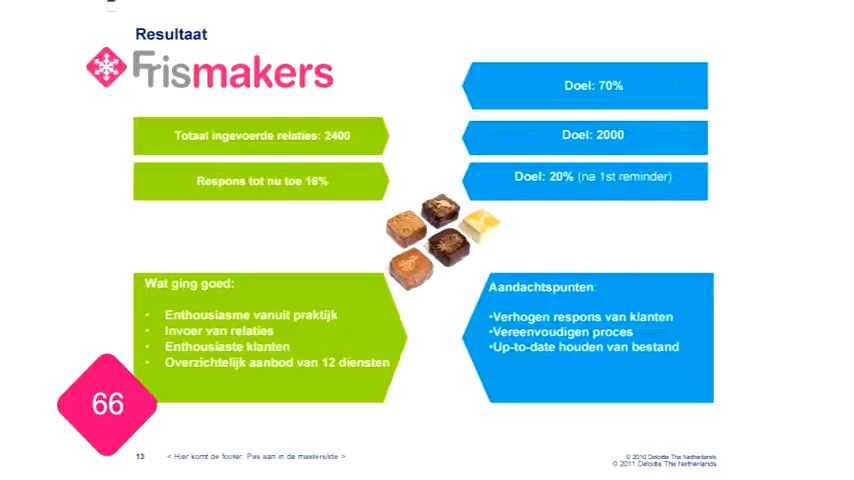 Resultaat
Frismakers
Doel: 70%
Totaal ingevoerde relaties: 2400
Doel: 2000
Respons tot nu toe 16%
Doel: 20% (na 1st reminder)
Wat ging goed:
• Enthousiasme vanuit praktijk
• Invoer van relaties
• Enthousiaste klanten
• Overzichtelijk aanbod van 12 diensten
Aandachtspunten:
•Verhogen respons van klanten
•Vereenvoudigen proces
•Up-to-date houden van bestand
66
13 < Hier komt de footer. Pas aan in de masterslide >
© 2010 Deloitte The Netherlands
© 2011 Deloitte The Netherlands